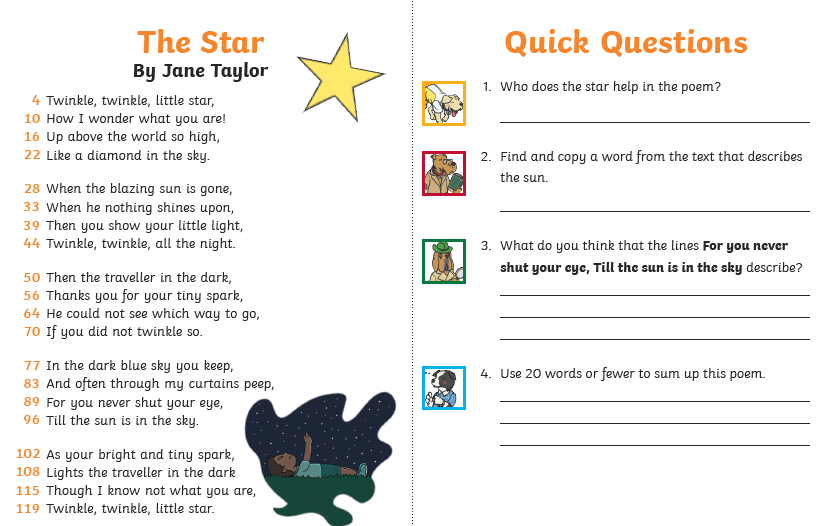 The Star
By Jane Taylor
4 Twinkle, twinkle, little star,
10 How I wonder what you are!
16 Up above the world so high,
22 Like a diamond in the sky.
28 When the blazing sun is gone,
33 When he nothing shines upon,
39 Then you show your little light,
44 Twinkle, twinkle, all the night.
50 Then the traveller in the dark,
56 Thanks you for your tiny spark,
64 He could not see which way to go,
70 If you did not twinkle so.
77 In the dark blue sky you keep,
83 And often through my curtains peep,
89 For you never shut your eye,
96 Till the sun is in the sky.
102 As your bright and tiny spark,
108 Lights the traveller in the dark
115 Though I know not what you are,
119 Twinkle, twinkle, little star.
Quick Questions
1. Who does the star help in the poem?
2. Find and copy a word from the text that describes
the sun.
3. What do you think that the lines For you never
shut your eye, Till the sun is in the sky describe?
4. Use 20 words or fewer to sum up this poem.